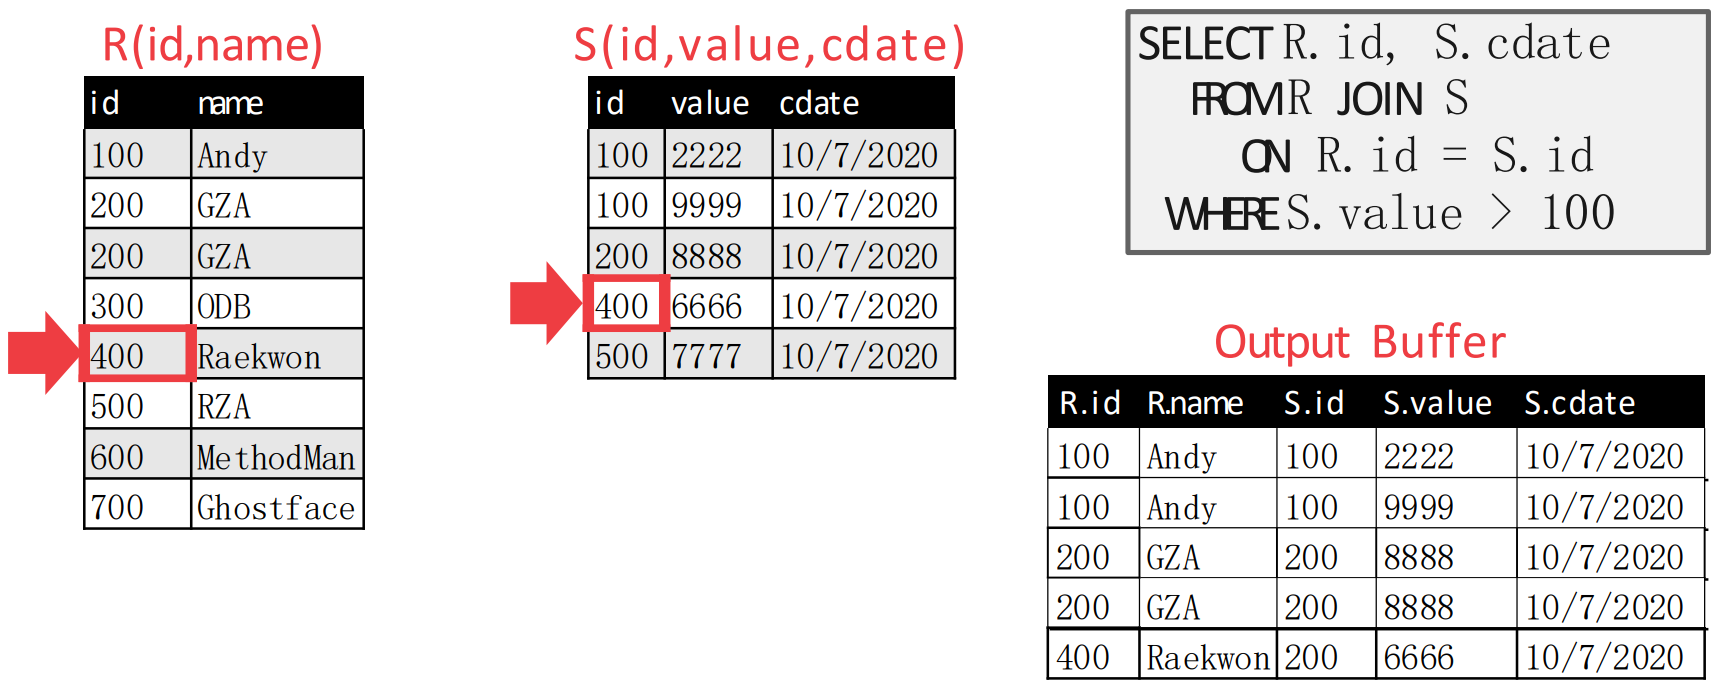 R(id,name)
id name
100 Andy
200 GZA
200 GZA
300 ODB
400 Raekwon
500 RZA
600 MethodMan
700 Ghostface
S(id,value,cdate)
id value cdate
100 2222 10/7/2020
100 9999 10/7/2020
200 8888 10/7/2020
400 6666 10/7/2020
500 7777 10/7/2020
SELECT R.id, S.cdate
FROM R JOIN S
ON R.id = S.id
WHERE S.value > 100
Output Buffer
R.id R.name S.id S.value S.cdate
100 Andy 100 2222 10/7/2020
100 Andy 100 9999 10/7/2020
200 GZA 200 8888 10/7/2020
200 GZA 200 8888 10/7/2020
400 Raekwon 200 6666 10/7/2020